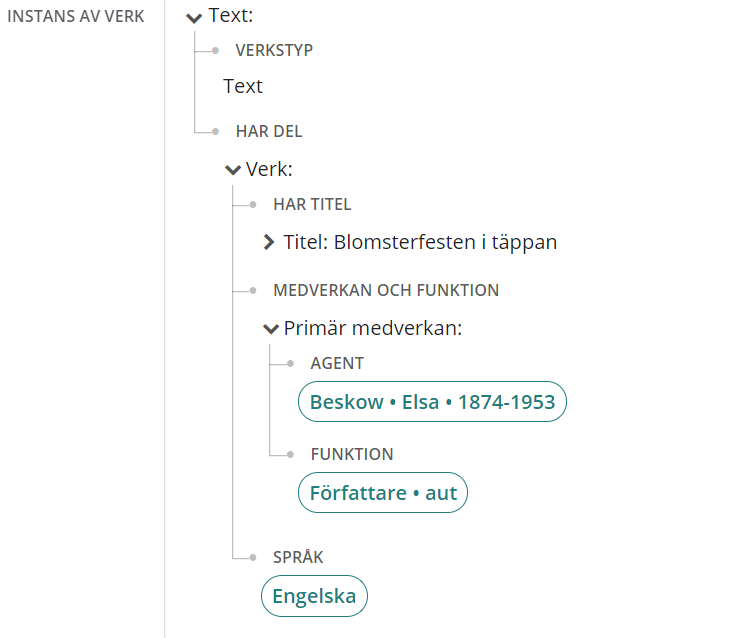 INSTANS AV VERK
Text:
VERKSTYP
Text
HAR DEL
Verk:
HAR TITEL
Titel: Blomsterfesten i täppan
MEDVERKAN OCH FUNKTION
Primär medverkan:
AGENT
Beskow • Elsa • 1874-1953
FUNKTION
Författare • aut
SPRÅK
Engelska